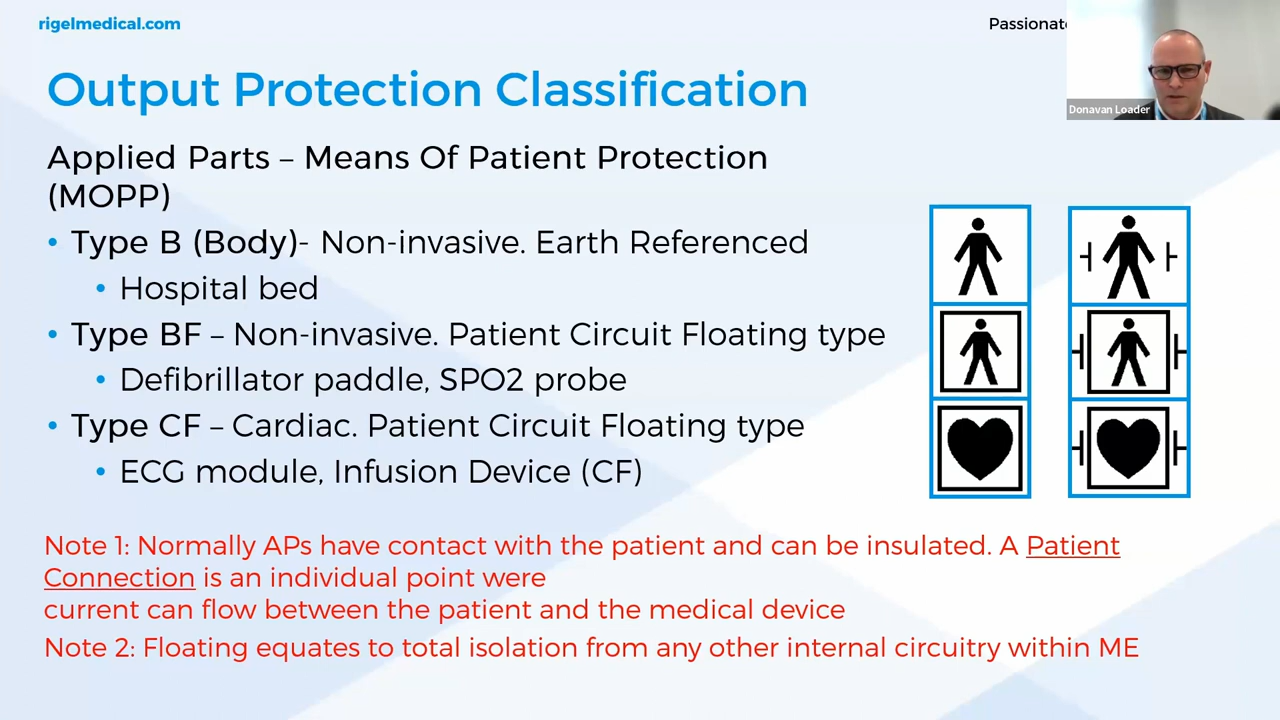 rigelmedical.com
Passionate
Donavan Loader
Output Protection Classification
Applied Parts – Means Of Patient Protection
(MOPP)
• Type B (Body)- Non-invasive. Earth Referenced
• Hospital bed
• Type BF – Non-invasive. Patient Circuit Floating type
• Defibrillator paddle, SPO2 probe
• Type CF – Cardiac. Patient Circuit Floating type
• ECG module, Infusion Device (CF)
Note 1: Normally APs have contact with the patient and can be insulated. A Patient
Connection is an individual point were
current can flow between the patient and the medical device
Note 2: Floating equates to total isolation from any other internal circuitry within ME